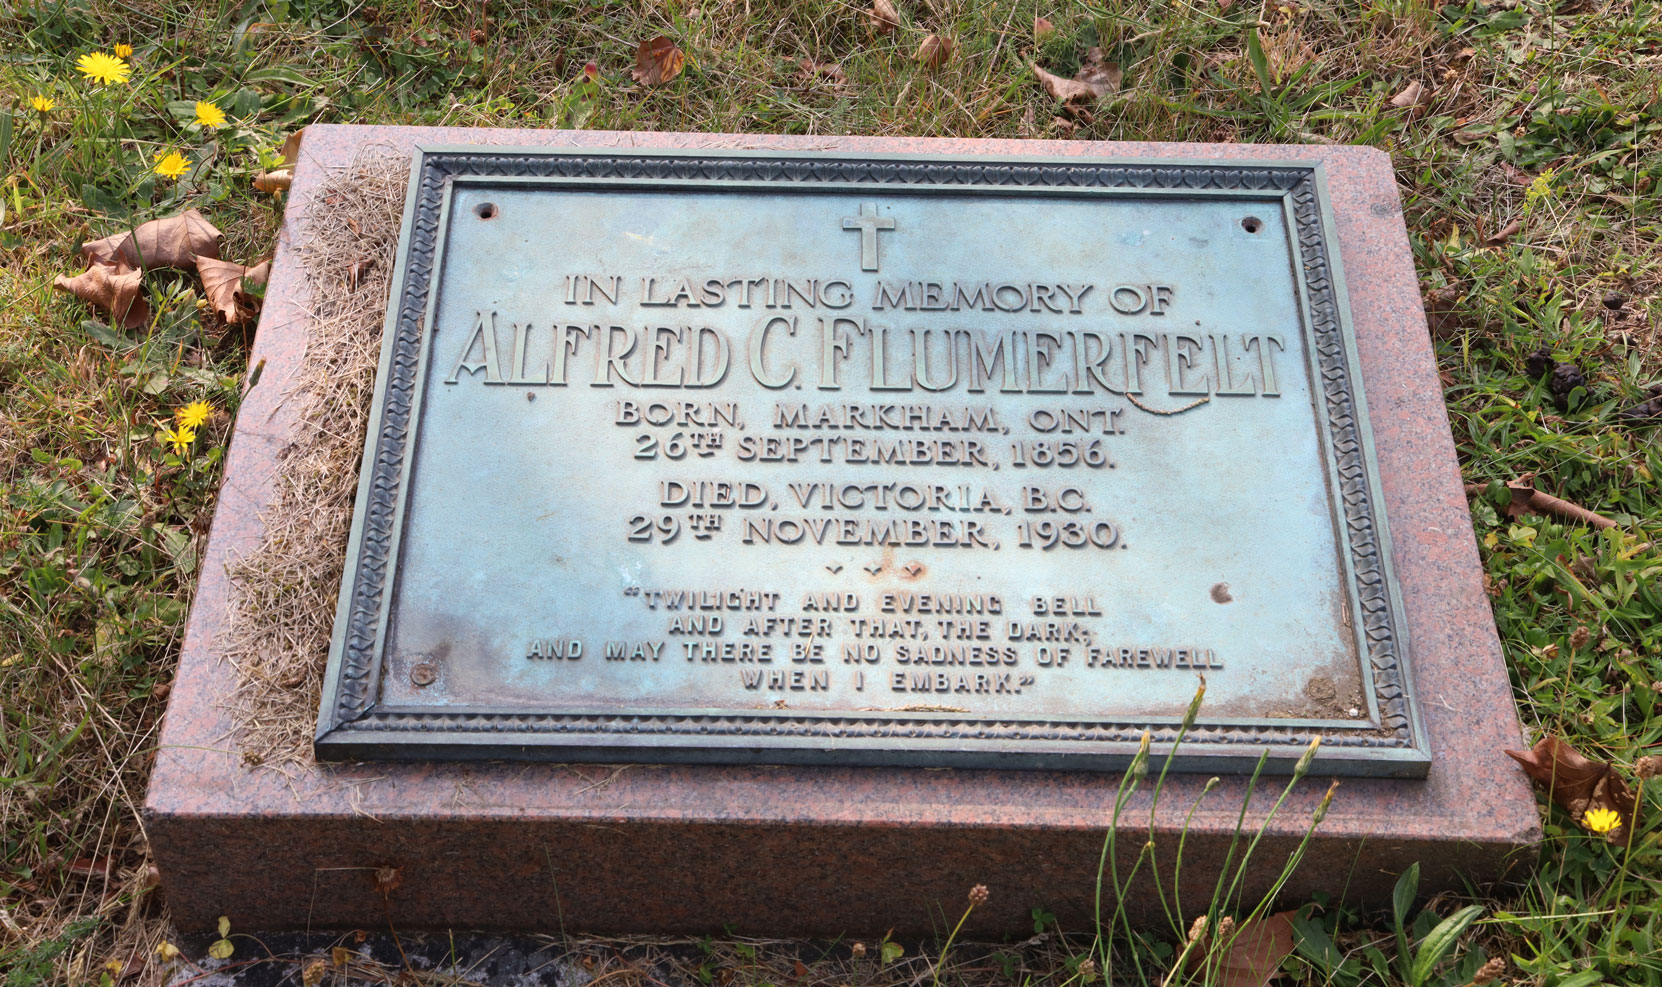 IN LASTING MEMORY OF
ALFRED C. FLUMERFELT
BORN, MARKHAM, ONT.
26TH SEPTEMBER, 1856.
DIED, VICTORIA, B.C.
29TH NOVEMBER, 1930.
"TWILIGHT AND EVENING BELL
AND AFTER THAT, THE DARK;
AND MAY THERE BE NO SADNESS OF FAREWELL
WHEN I EMBARK."